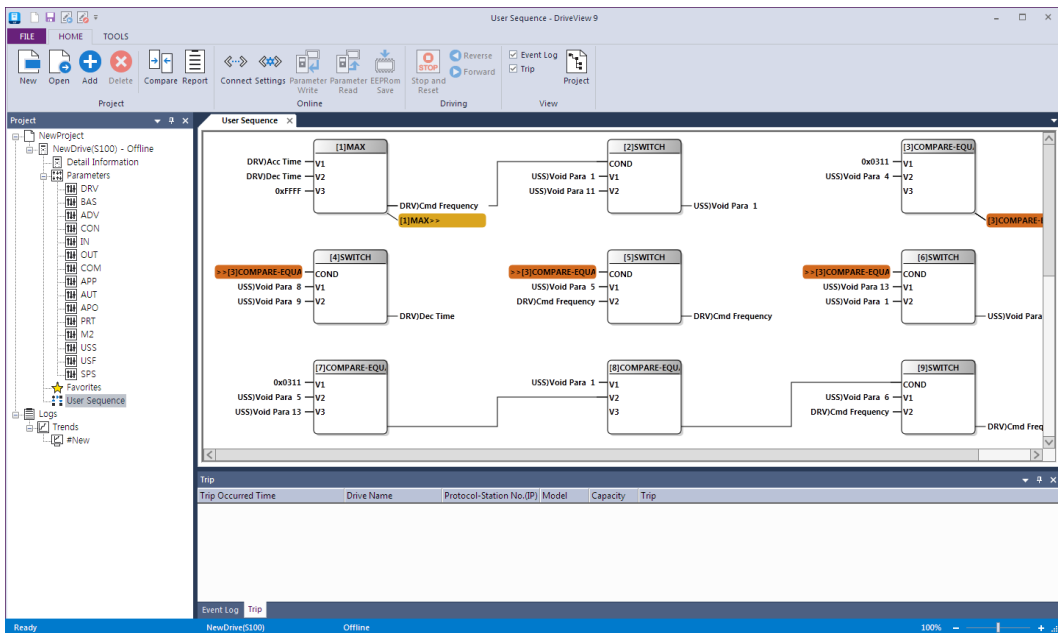 User Sequence - DriveView 9
FILE HOME TOOLS
New Open Add Delete Compare Report
Project
Connect Settings Parameter Write Parameter Read EEPRom Save
Online
Stop and Reset
Reverse
Forward
Driving
Event Log
Trip
Project
View
Project
NewProject
NewDrive(S100) - Offline
Detail Information
Parameters
DRV
BAS
ADV
CON
IN
OUT
COM
APP
AUT
APO
PRT
M2
USS
USF
SPS
Favorites
User Sequence
Logs
Trends
#New
User Sequence
[1]MAX
DRV)Acc Time V1
DRV)Dec Time V2
0xFFFF V3
DRV)Cmd Frequency
[1]MAX>>
[2]SWITCH
COND
USS)Void Para 1 V1
USS)Void Para 11 V2
USS)Void Para 1
[3]COMPARE-EQU.
0x0311 V1
USS)Void Para 4 V2
V3
[3]COMPARE-E
[4]SWITCH
>>[3]COMPARE-EQUA COND
USS)Void Para 8 V1
USS)Void Para 9 V2
DRV)Dec Time
[5]SWITCH
>>[3]COMPARE-EQUA COND
USS)Void Para 5 V1
DRV)Cmd Frequency V2
DRV)Cmd Frequency
[6]SWITCH
>>[3]COMPARE-EQUA COND
USS)Void Para 13 V1
USS)Void Para 1 V2
USS)Void Para
[7]COMPARE-EQU.
0x0311 V1
USS)Void Para 5 V2
USS)Void Para 13 V3
[8]COMPARE-EQU.
USS)Void Para 1 V1
V2
V3
[9]SWITCH
COND
USS)Void Para 6 V1
DRV)Cmd Frequency V2
DRV)Cmd Freq
Trip
Trip Occurred Time Drive Name Protocol-Station No.(IP) Model Capacity Trip
Event Log Trip
Ready NewDrive(S100) Offline 100%